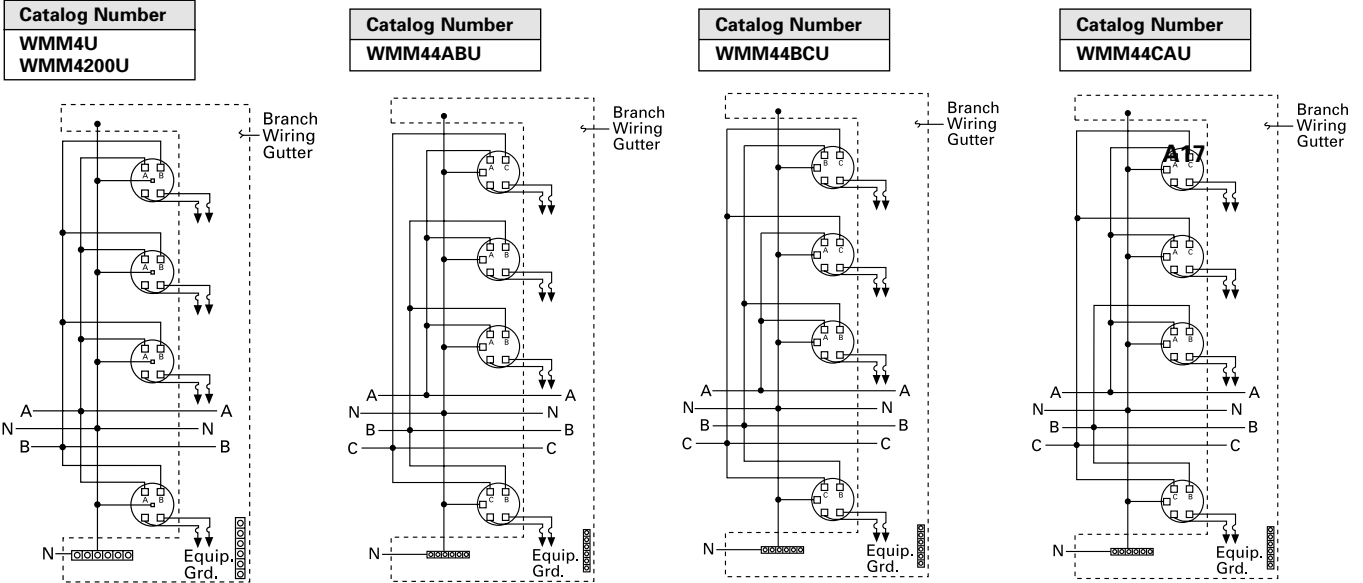 Catalog Number
WMM4U
WMM4200U
Branch
Wiring
Gutter
A B
A B
A B
A A
N N
B B
A B
N
Equip.
Grd.
Catalog Number
WMM44ABU
Branch
Wiring
Gutter
A C
A B
A B
A A
N N
B B
C C
C B
N
Equip.
Grd.
Catalog Number
WMM44BCU
Branch
Wiring
Gutter
B C
A C
A B
A A
N N
B B
C C
C B
N
Equip.
Grd.
Catalog Number
WMM44CAU
Branch
Wiring
Gutter
A17
A C
A C
A B
A A
N N
B B
C C
C B
N
Equip.
Grd.